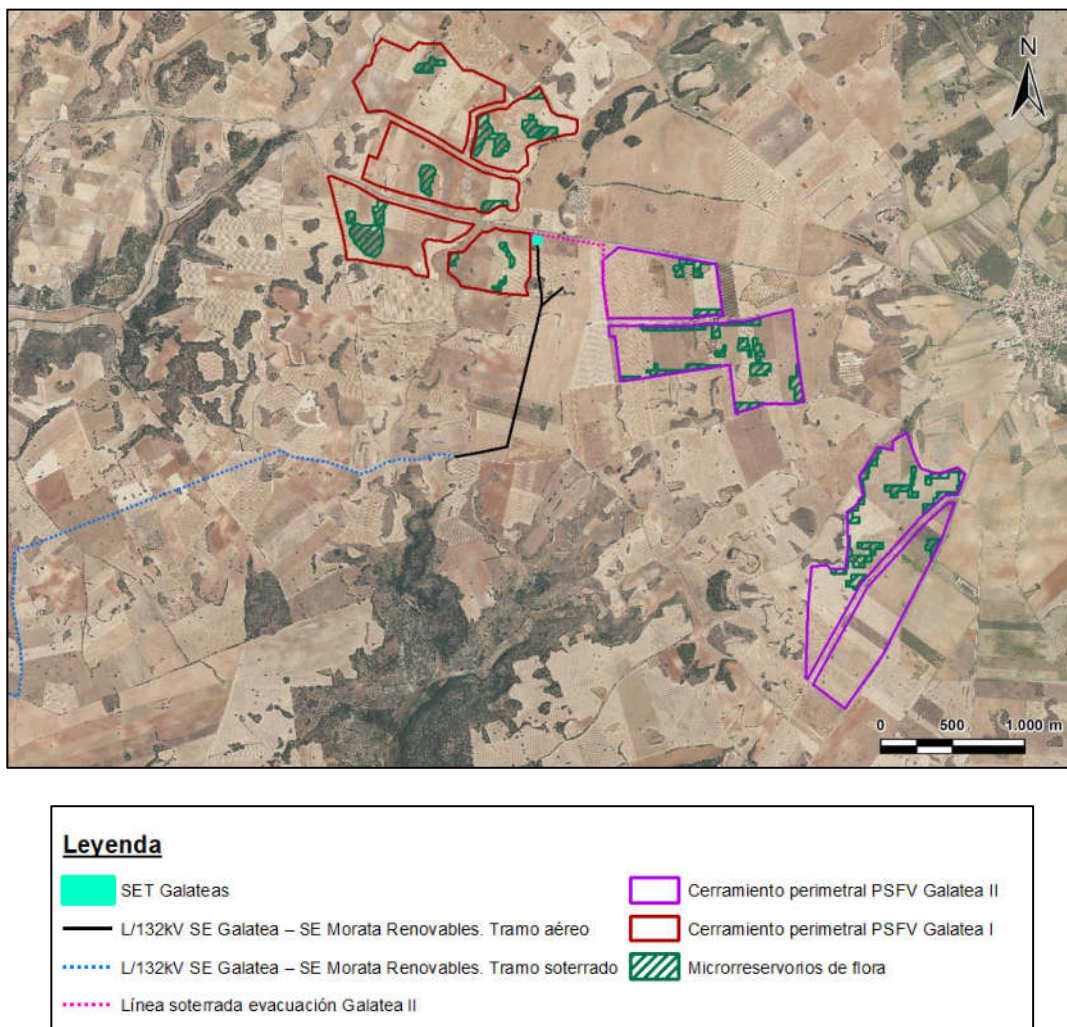 N
0 500 1.000 m
Leyenda
SET Galateas
L/132kV SE Galatea – SE Morata Renovables. Tramo aéreo
L/132kV SE Galatea – SE Morata Renovables. Tramo soterrado
Línea soterrada evacuación Galatea II
Cerramiento perimetral PSFV Galatea II
Cerramiento perimetral PSFV Galatea I
Microrreservorios de flora